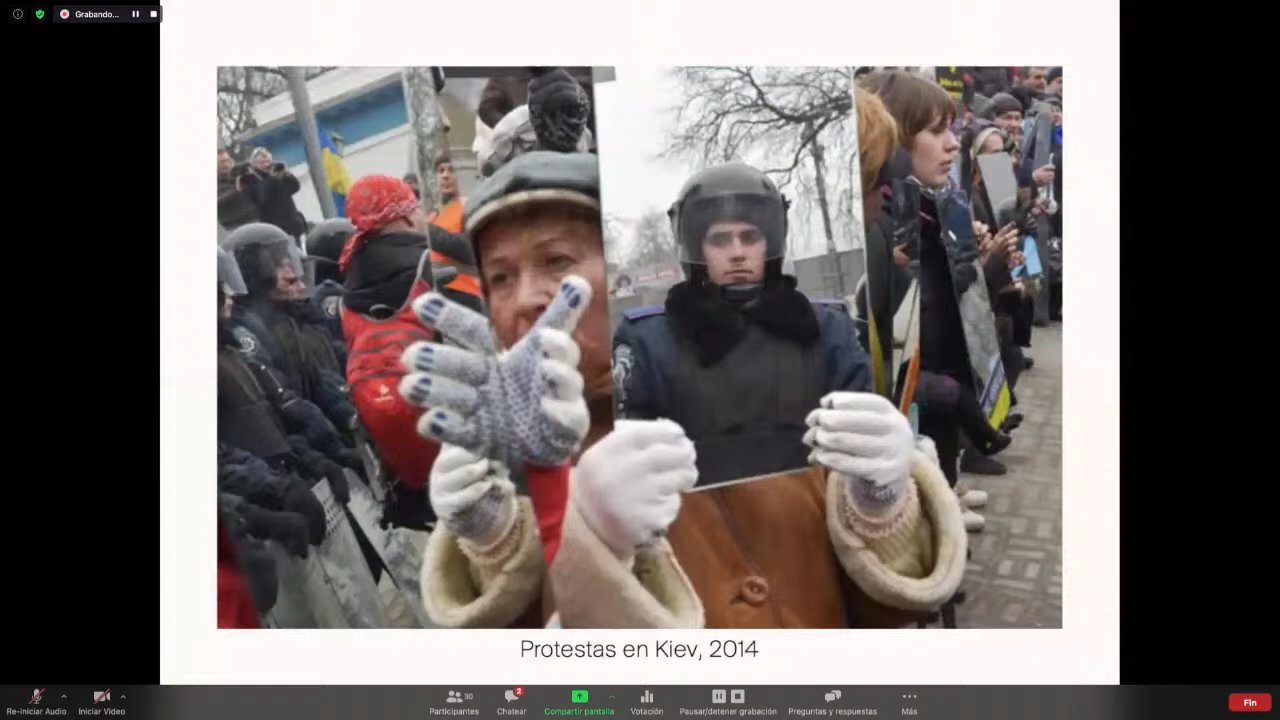 Grabando...
Protestas en Kiev, 2014
Re-iniciar Audio
Iniciar Video
Participantes
30
Chatear
2
Compartir pantalla
Votación
Pausar/detener grabación
Preguntas y respuestas
Más
Fin